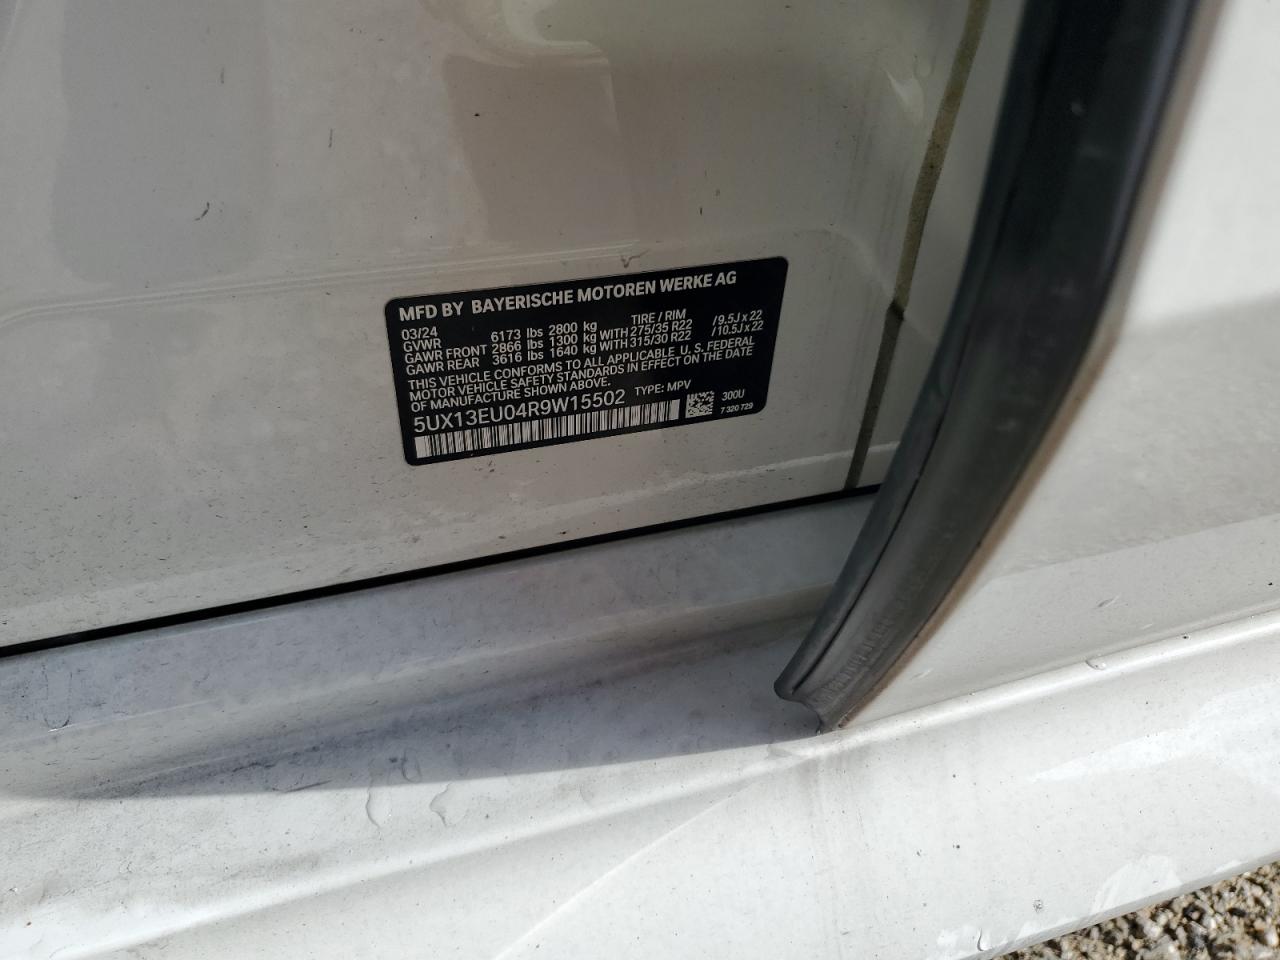 MFD BY BAYERISCHE MOTOREN WERKE AG
03/24 TIRE / RIM
GVWR 6173 lbs 2800 kg
GAWR FRONT 2866 lbs 1300 kg WITH 275/35 R22 /9.5J x 22
GAWR REAR 3616 lbs 1640 kg WITH 315/30 R22 /10.5J x 22
THIS VEHICLE CONFORMS TO ALL APPLICABLE U. S. FEDERAL
MOTOR VEHICLE SAFETY STANDARDS IN EFFECT ON THE DATE
OF MANUFACTURE SHOWN ABOVE.
5UX13EU04R9W15502 TYPE: MPV 300U
7 320 729